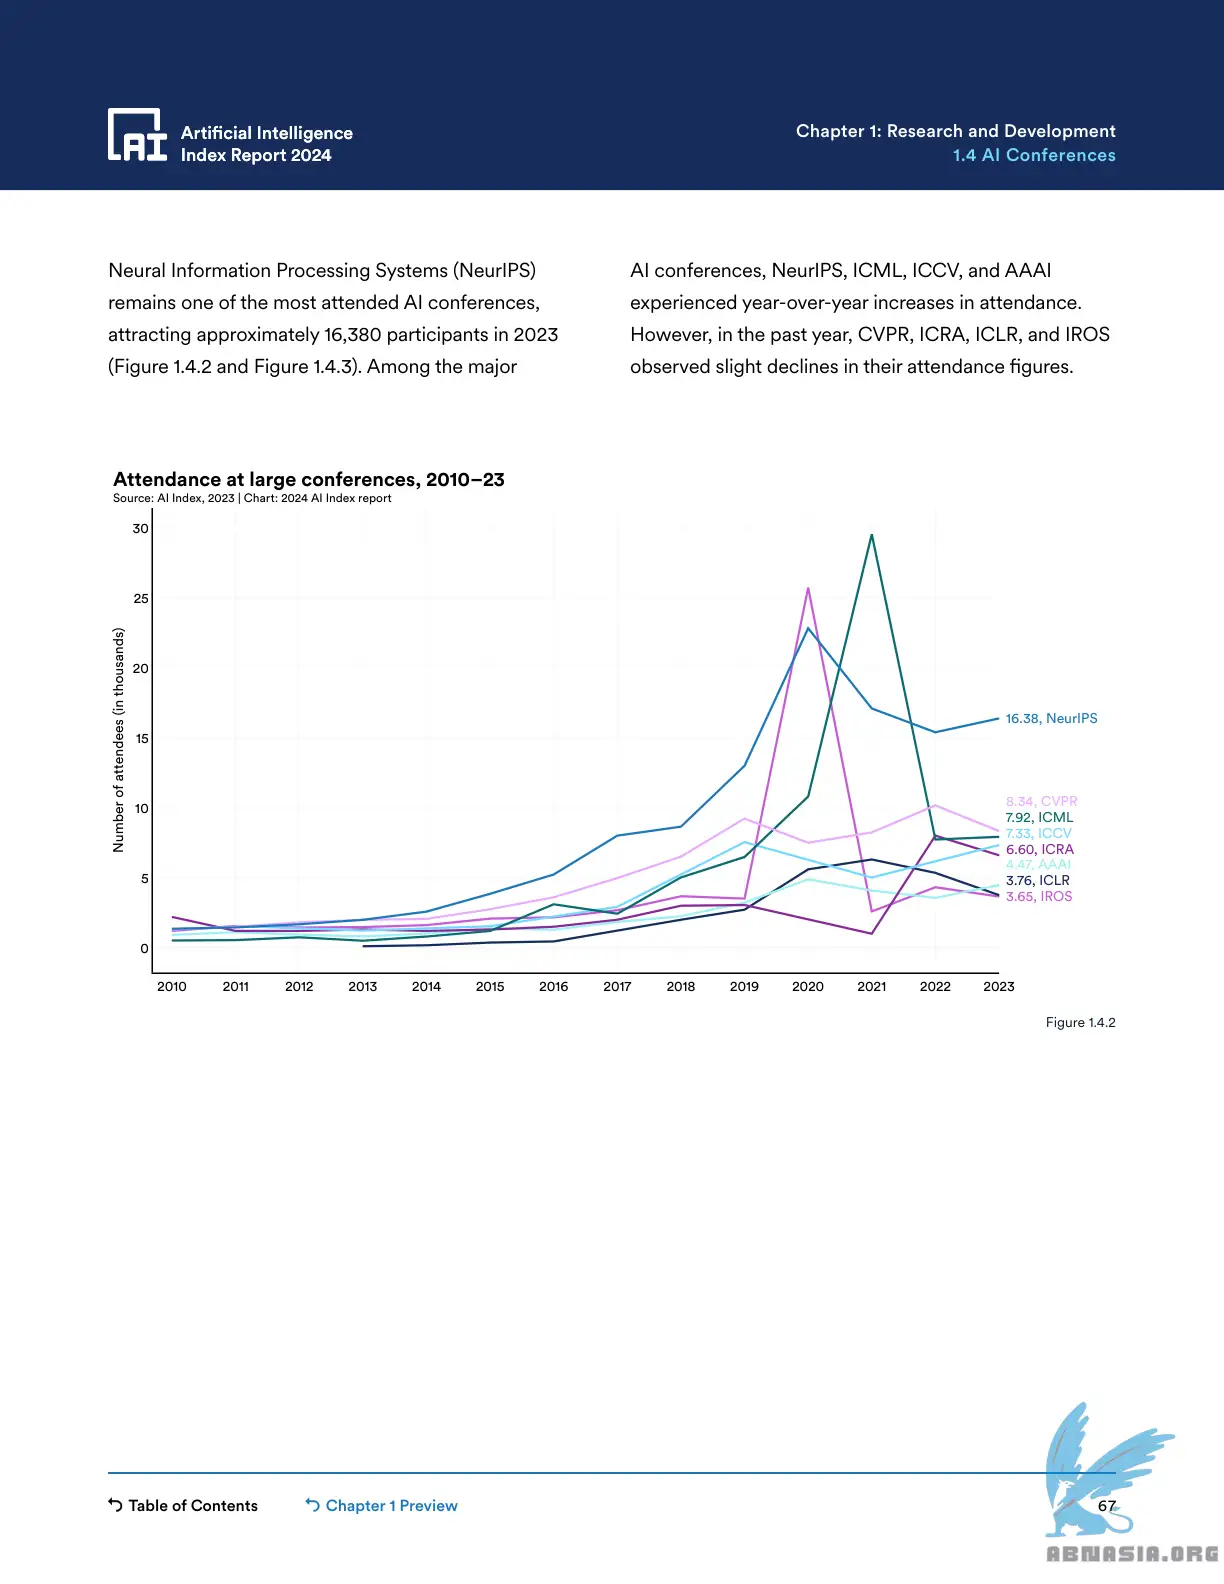 Artificial Intelligence
Index Report 2024
Chapter 1: Research and Development
1.4 AI Conferences
Neural Information Processing Systems (NeurIPS)
remains one of the most attended AI conferences,
attracting approximately 16,380 participants in 2023
(Figure 1.4.2 and Figure 1.4.3). Among the major
AI conferences, NeurIPS, ICML, ICCV, and AAAI
experienced year-over-year increases in attendance.
However, in the past year, CVPR, ICRA, ICLR, and IROS
observed slight declines in their attendance figures.
Attendance at large conferences, 2010–23
Source: AI Index, 2023 | Chart: 2024 AI Index report
Number of attendees (in thousands)
30
25
20
15
10
5
0
16.38, NeurIPS
8.34, CVPR
7.92, ICML
7.33, ICCV
6.60, ICRA
4.47, AAAI
3.76, ICLR
3.65, IROS
2010 2011 2012 2013 2014 2015 2016 2017 2018 2019 2020 2021 2022 2023
Figure 1.4.2
Table of Contents
Chapter 1 Preview
67
ABNASIA.ORG